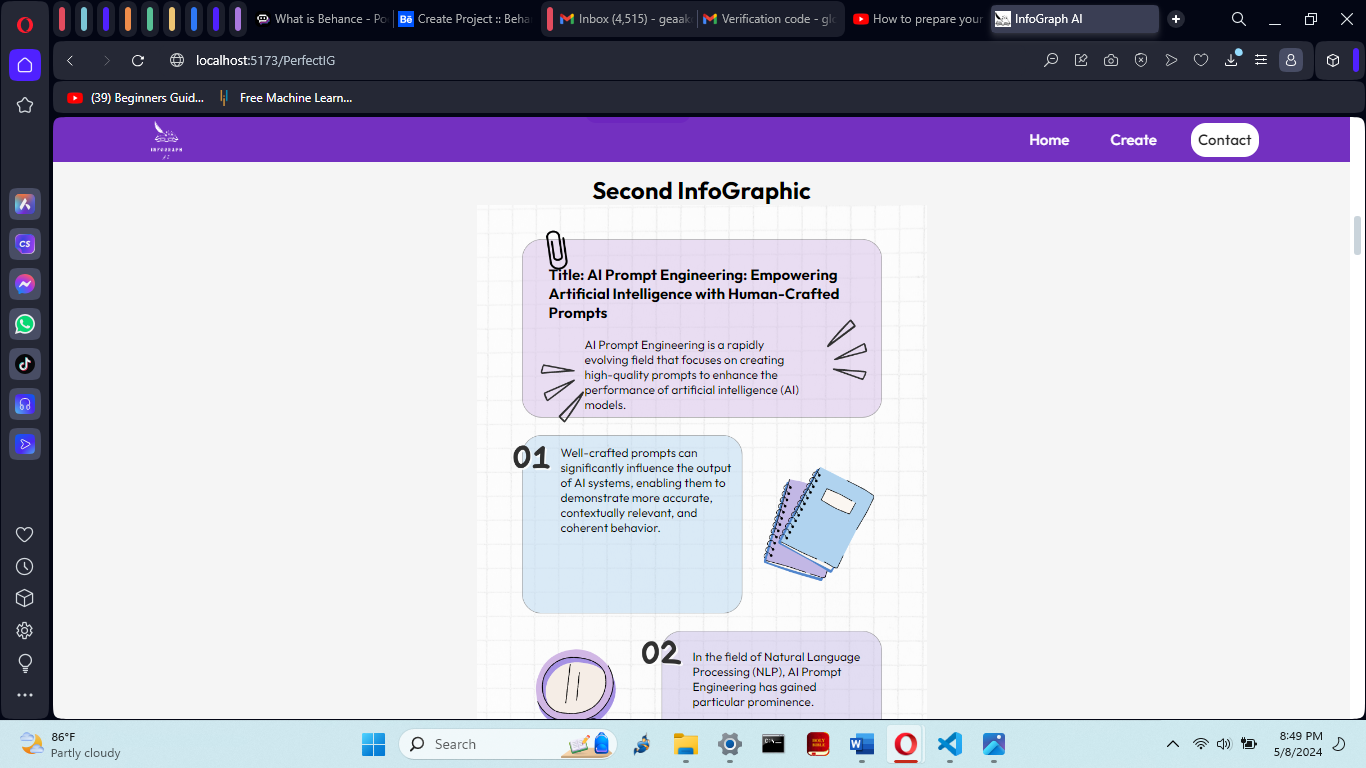 What is Behance - Po
Create Project :: Beha
Inbox (4,515) - geaak
Verification code - glo
How to prepare your
InfoGraph AI
localhost:5173/PerfectIG
(39) Beginners Guid...
Free Machine Learn...
INFOGRAPH
AI
Home
Create
Contact
Second InfoGraphic
Title: AI Prompt Engineering: Empowering
Artificial Intelligence with Human-Crafted
Prompts
AI Prompt Engineering is a rapidly
evolving field that focuses on creating
high-quality prompts to enhance the
performance of artificial intelligence (AI)
models.
01
Well-crafted prompts can
significantly influence the output
of AI systems, enabling them to
demonstrate more accurate,
contextually relevant, and
coherent behavior.
02
In the field of Natural Language
Processing (NLP), AI Prompt
Engineering has gained
particular prominence.
CS
86°F
Partly cloudy
Search
HOLY
BIBLE
8:49 PM
5/8/2024